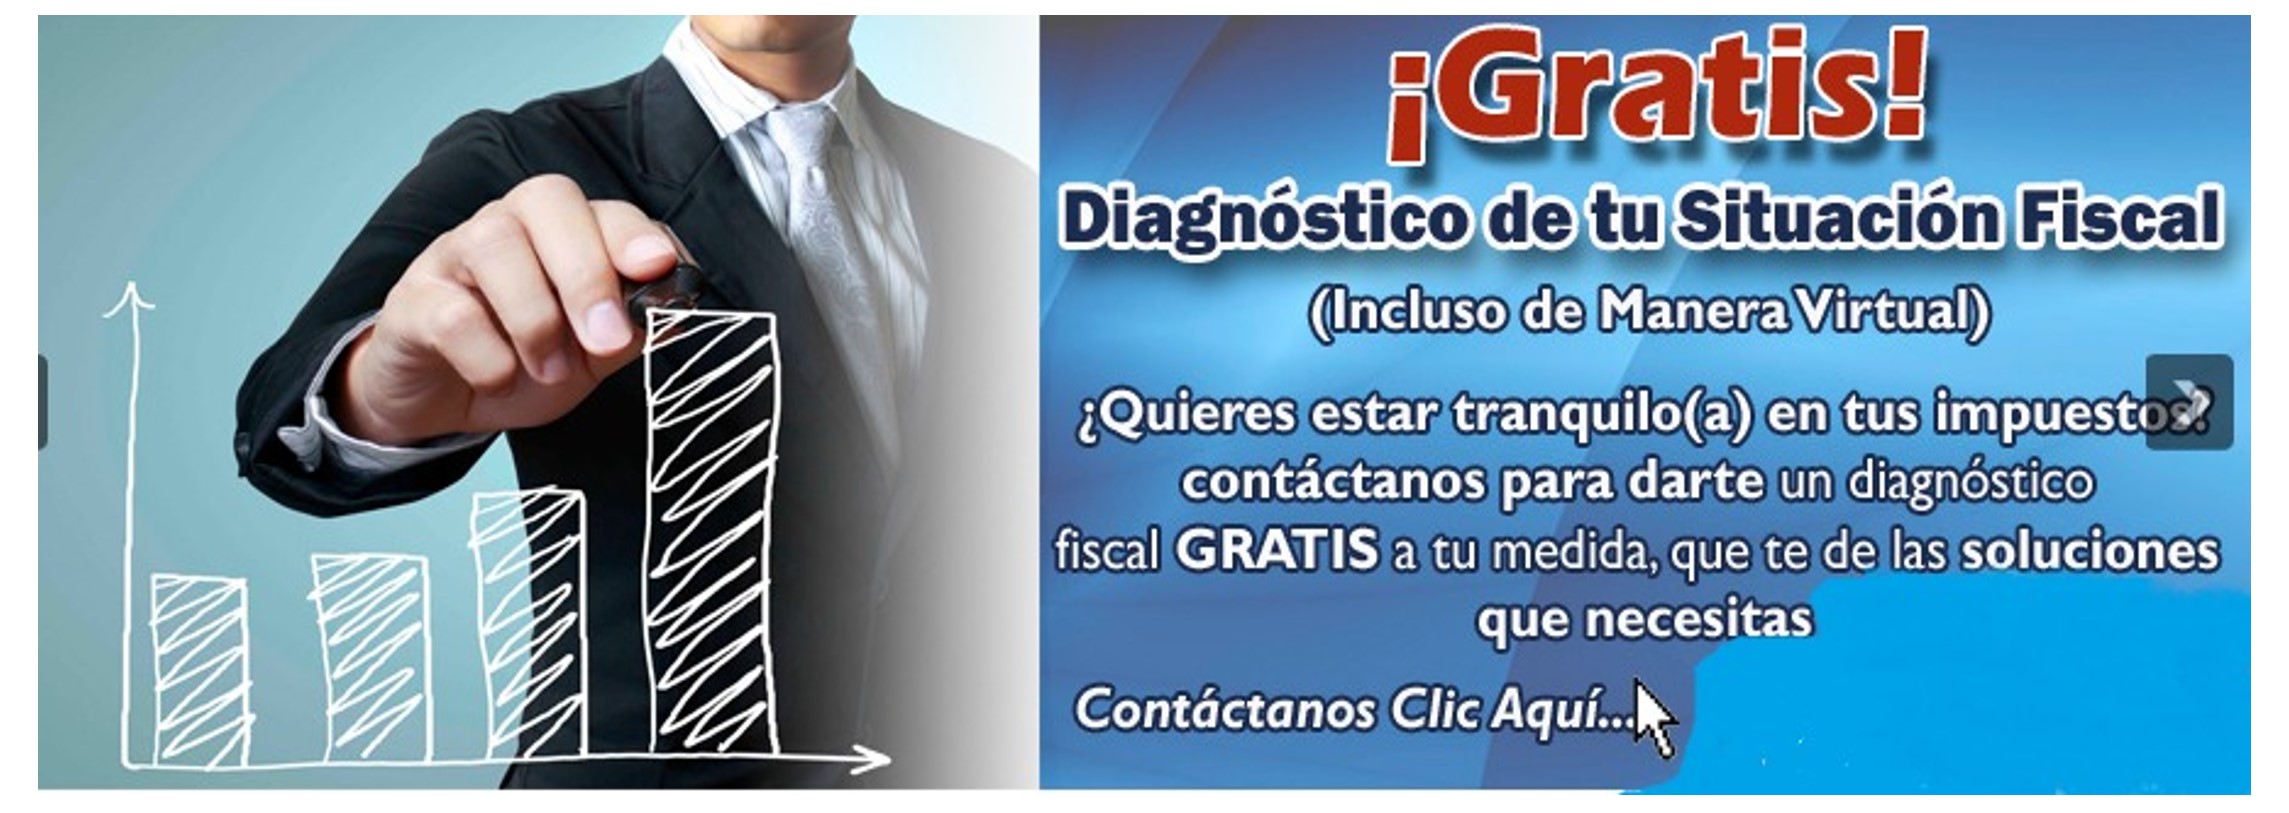 ¡Gratis!
Diagnóstico de tu Situación Fiscal
(Incluso de Manera Virtual)
¿Quieres estar tranquilo(a) en tus impuestos?
contáctanos para darte un diagnóstico
fiscal GRATIS a tu medida, que te de las soluciones
que necesitas
Contáctanos Clic Aquí...